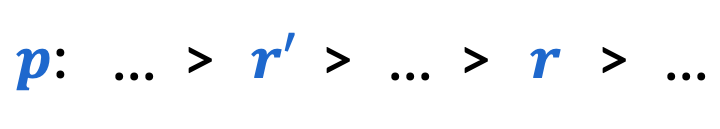 p: ... > r′ > ... > r > ...